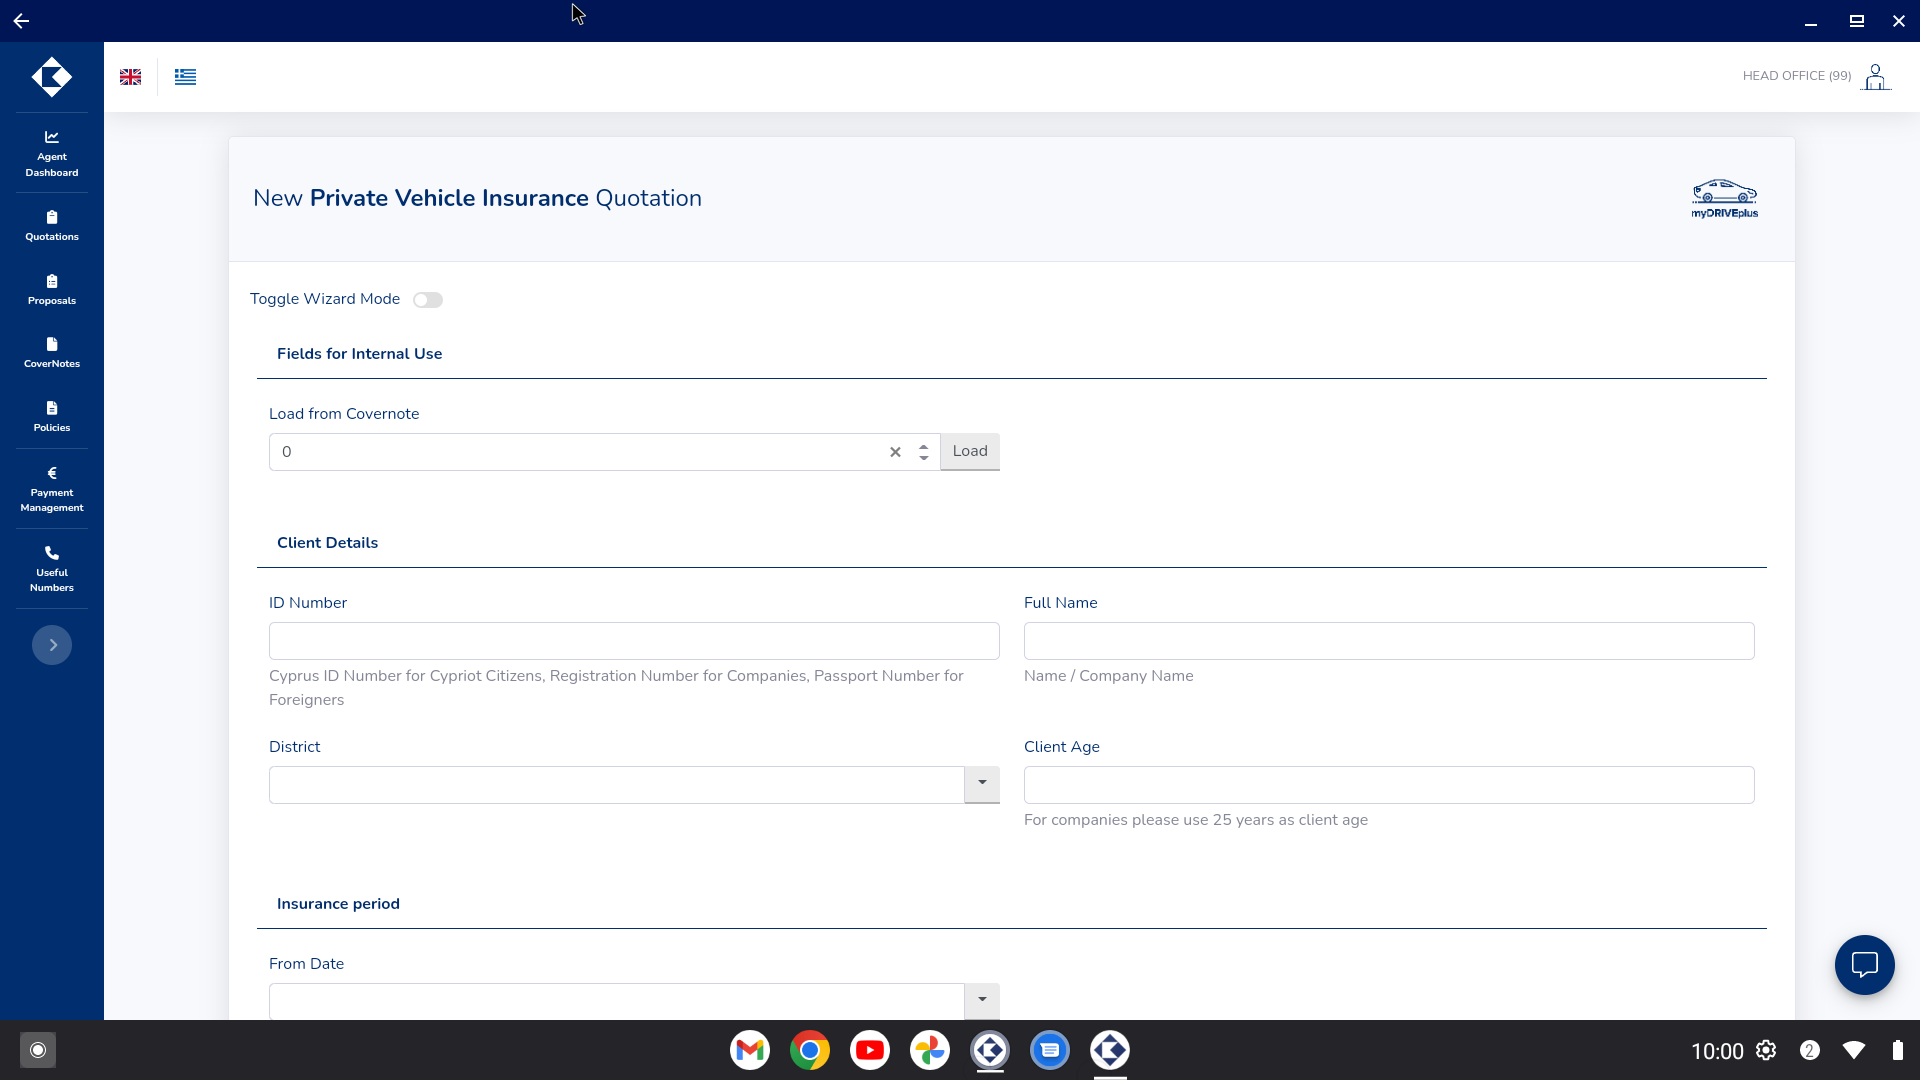 HEAD OFFICE (99)
Agent
Dashboard
Quotations
Proposals
CoverNotes
Policies
Payment
Management
Useful
Numbers
New Private Vehicle Insurance Quotation
myDRIVEplus
Toggle Wizard Mode
Fields for Internal Use
Load from Covernote
0
Load
Client Details
ID Number
Cyprus ID Number for Cypriot Citizens, Registration Number for Companies, Passport Number for
Foreigners
Full Name
Name / Company Name
District
Client Age
For companies please use 25 years as client age
Insurance period
From Date
10:00
2